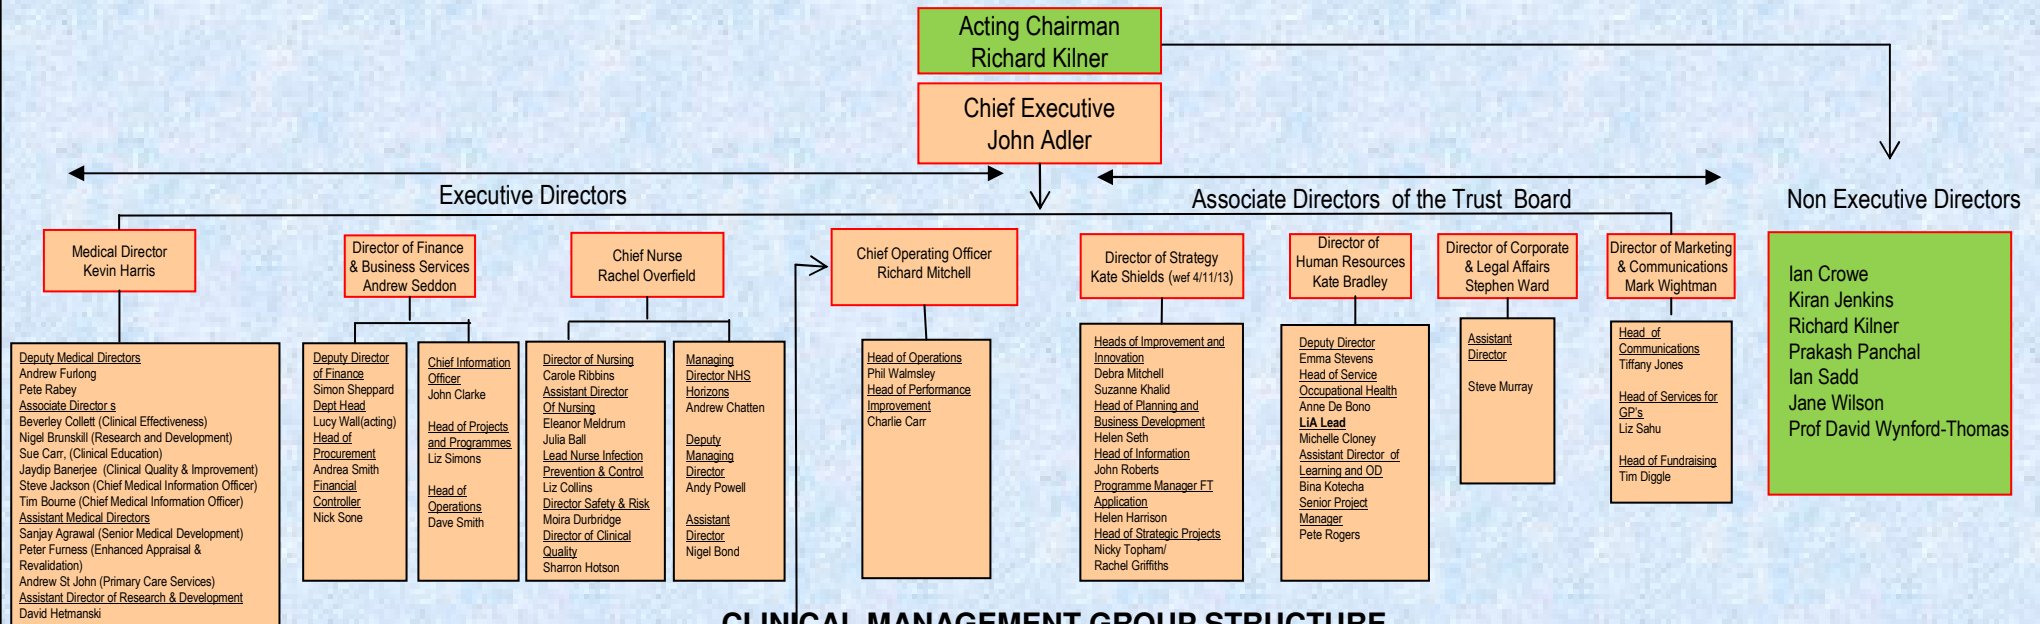 Acting Chairman
Richard Kilner
Chief Executive
John Adler
Executive Directors
Associate Directors of the Trust Board
Non Executive Directors
Medical Director
Kevin Harris
Director of Finance
& Business Services
Andrew Seddon
Chief Nurse
Rachel Overfield
Chief Operating Officer
Richard Mitchell
Director of Strategy
Kate Shields (wef 4/11/13)
Director of
Human Resources
Kate Bradley
Director of Corporate
& Legal Affairs
Stephen Ward
Director of Marketing
& Communications
Mark Wightman
Ian Crowe
Kiran Jenkins
Richard Kilner
Prakash Panchal
Ian Sadd
Jane Wilson
Prof David Wynford-Thomas
Deputy Medical Directors
Andrew Furlong
Pete Rabey
Associate Director s
Beverley Collett (Clinical Effectiveness)
Nigel Brunskill (Research and Development)
Sue Carr, (Clinical Education)
Jaydip Banerjee (Clinical Quality & Improvement)
Steve Jackson (Chief Medical Information Officer)
Tim Bourne (Chief Medical Information Officer)
Assistant Medical Directors
Sanjay Agrawal (Senior Medical Development)
Peter Furness (Enhanced Appraisal &
Revalidation)
Andrew St John (Primary Care Services)
Assistant Director of Research & Development
David Hetmanski
Deputy Director
of Finance
Simon Sheppard
Dept Head
Lucy Wall(acting)
Head of
Procurement
Andrea Smith
Financial
Controller
Nick Sone
Chief Information
Officer
John Clarke
Head of Projects
and Programmes
Liz Simons
Head of
Operations
Dave Smith
Director of Nursing
Carole Ribbins
Assistant Director
Of Nursing
Eleanor Meldrum
Julia Ball
Lead Nurse Infection
Prevention & Control
Liz Collins
Director Safety & Risk
Moira Durbridge
Director of Clinical
Quality
Sharron Hotson
Managing
Director NHS
Horizons
Andrew Chatten
Deputy
Managing
Director
Andy Powell
Assistant
Director
Nigel Bond
Head of Operations
Phil Walmsley
Head of Performance
Improvement
Charlie Carr
Heads of Improvement and
Innovation
Debra Mitchell
Suzanne Khalid
Head of Planning and
Business Development
Helen Seth
Head of Information
John Roberts
Programme Manager FT
Application
Helen Harrison
Head of Strategic Projects
Nicky Topham/
Rachel Griffiths
Deputy Director
Emma Stevens
Head of Service
Occupational Health
Anne De Bono
LiA Lead
Michelle Cloney
Assistant Director of
Learning and OD
Bina Kotecha
Senior Project
Manager
Pete Rogers
Assistant
Director
Steve Murray
Head of
Communications
Tiffany Jones
Head of Services for
GP's
Liz Sahu
Head of Fundraising
Tim Diggle
CLINICAL MANAGEMENT GROUP STRUCTURE